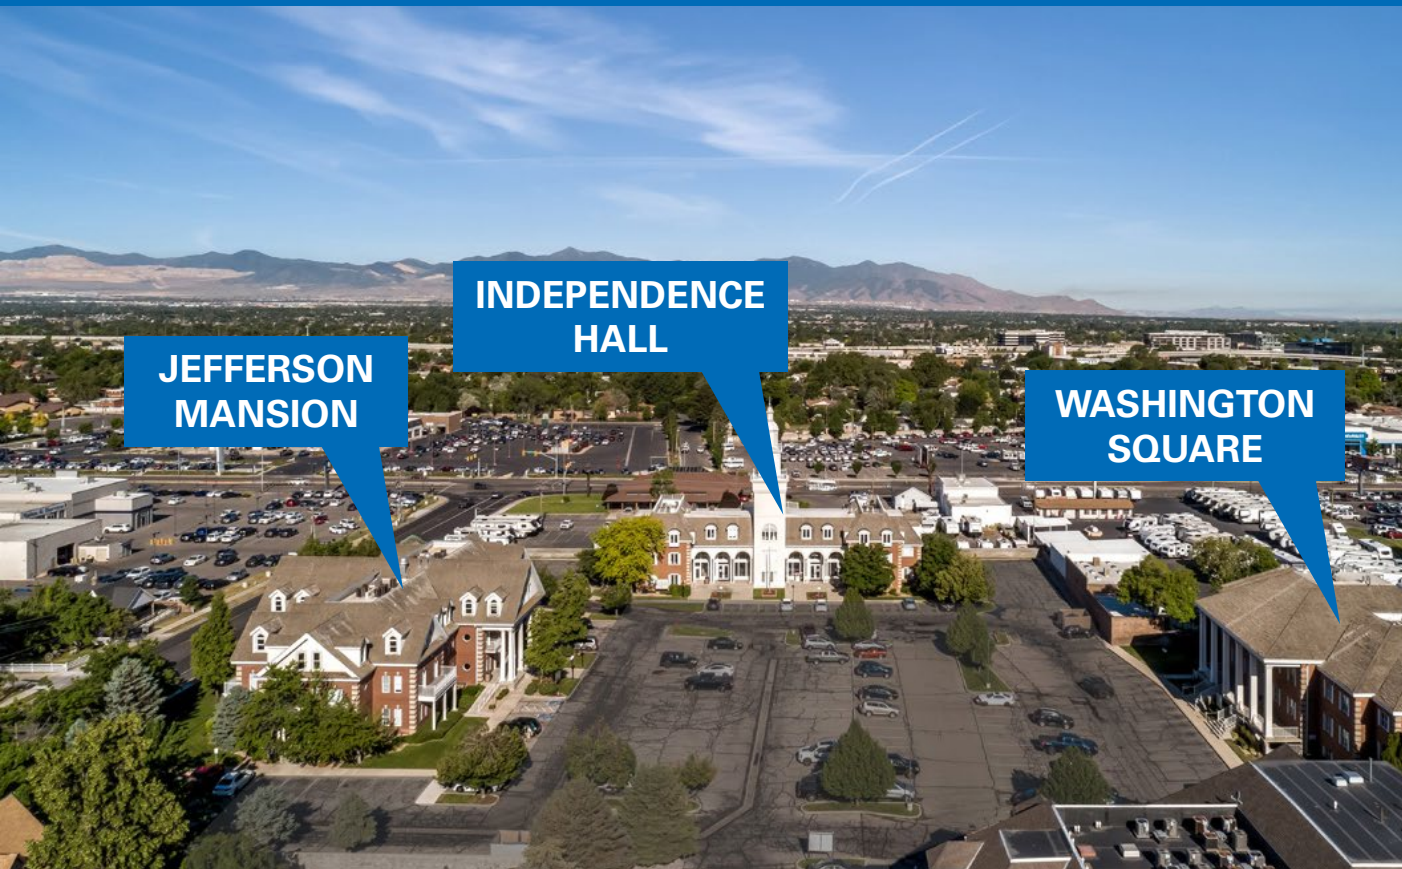 INDEPENDENCE
HALL
JEFFERSON
MANSION
WASHINGTON
SQUARE